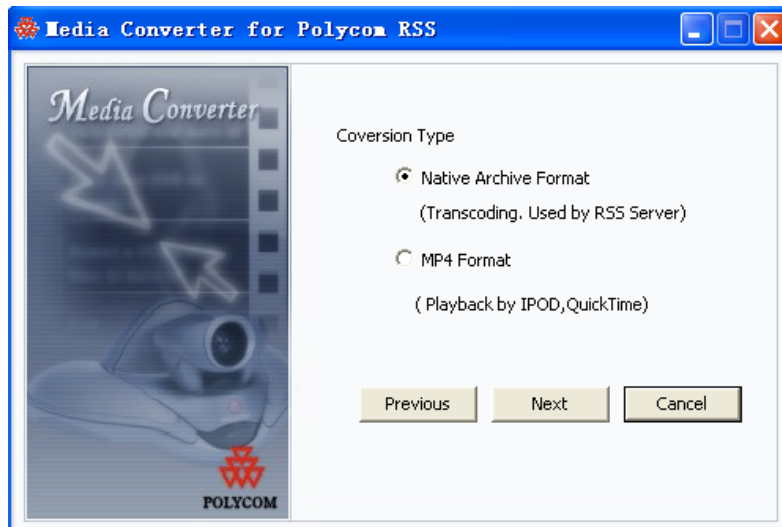 Media Converter for Polycom RSS
Media Converter
POLYCOM
Coversion Type
Native Archive Format
(Transcoding. Used by RSS Server)
MP4 Format
( Playback by IPOD,QuickTime)
Previous Next Cancel